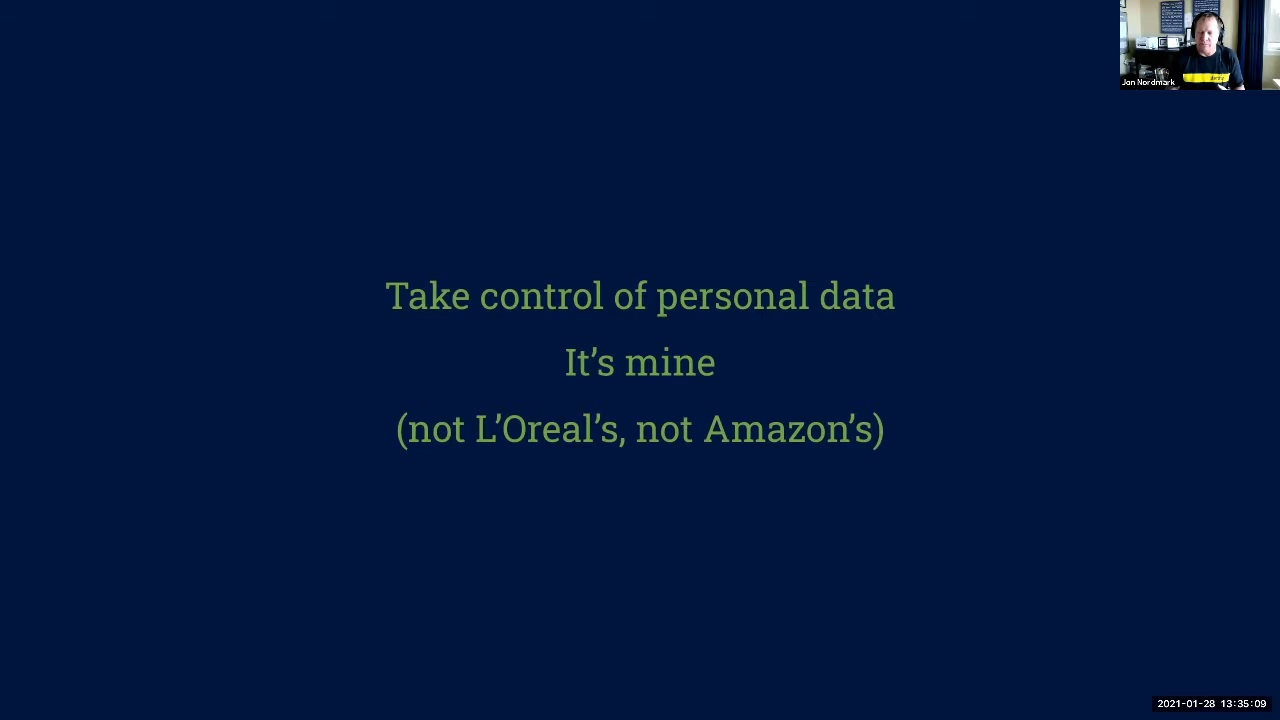 Jon Nordmark
Take control of personal data
It’s mine
(not L’Oreal’s, not Amazon’s)
2021-01-28 13:35:09